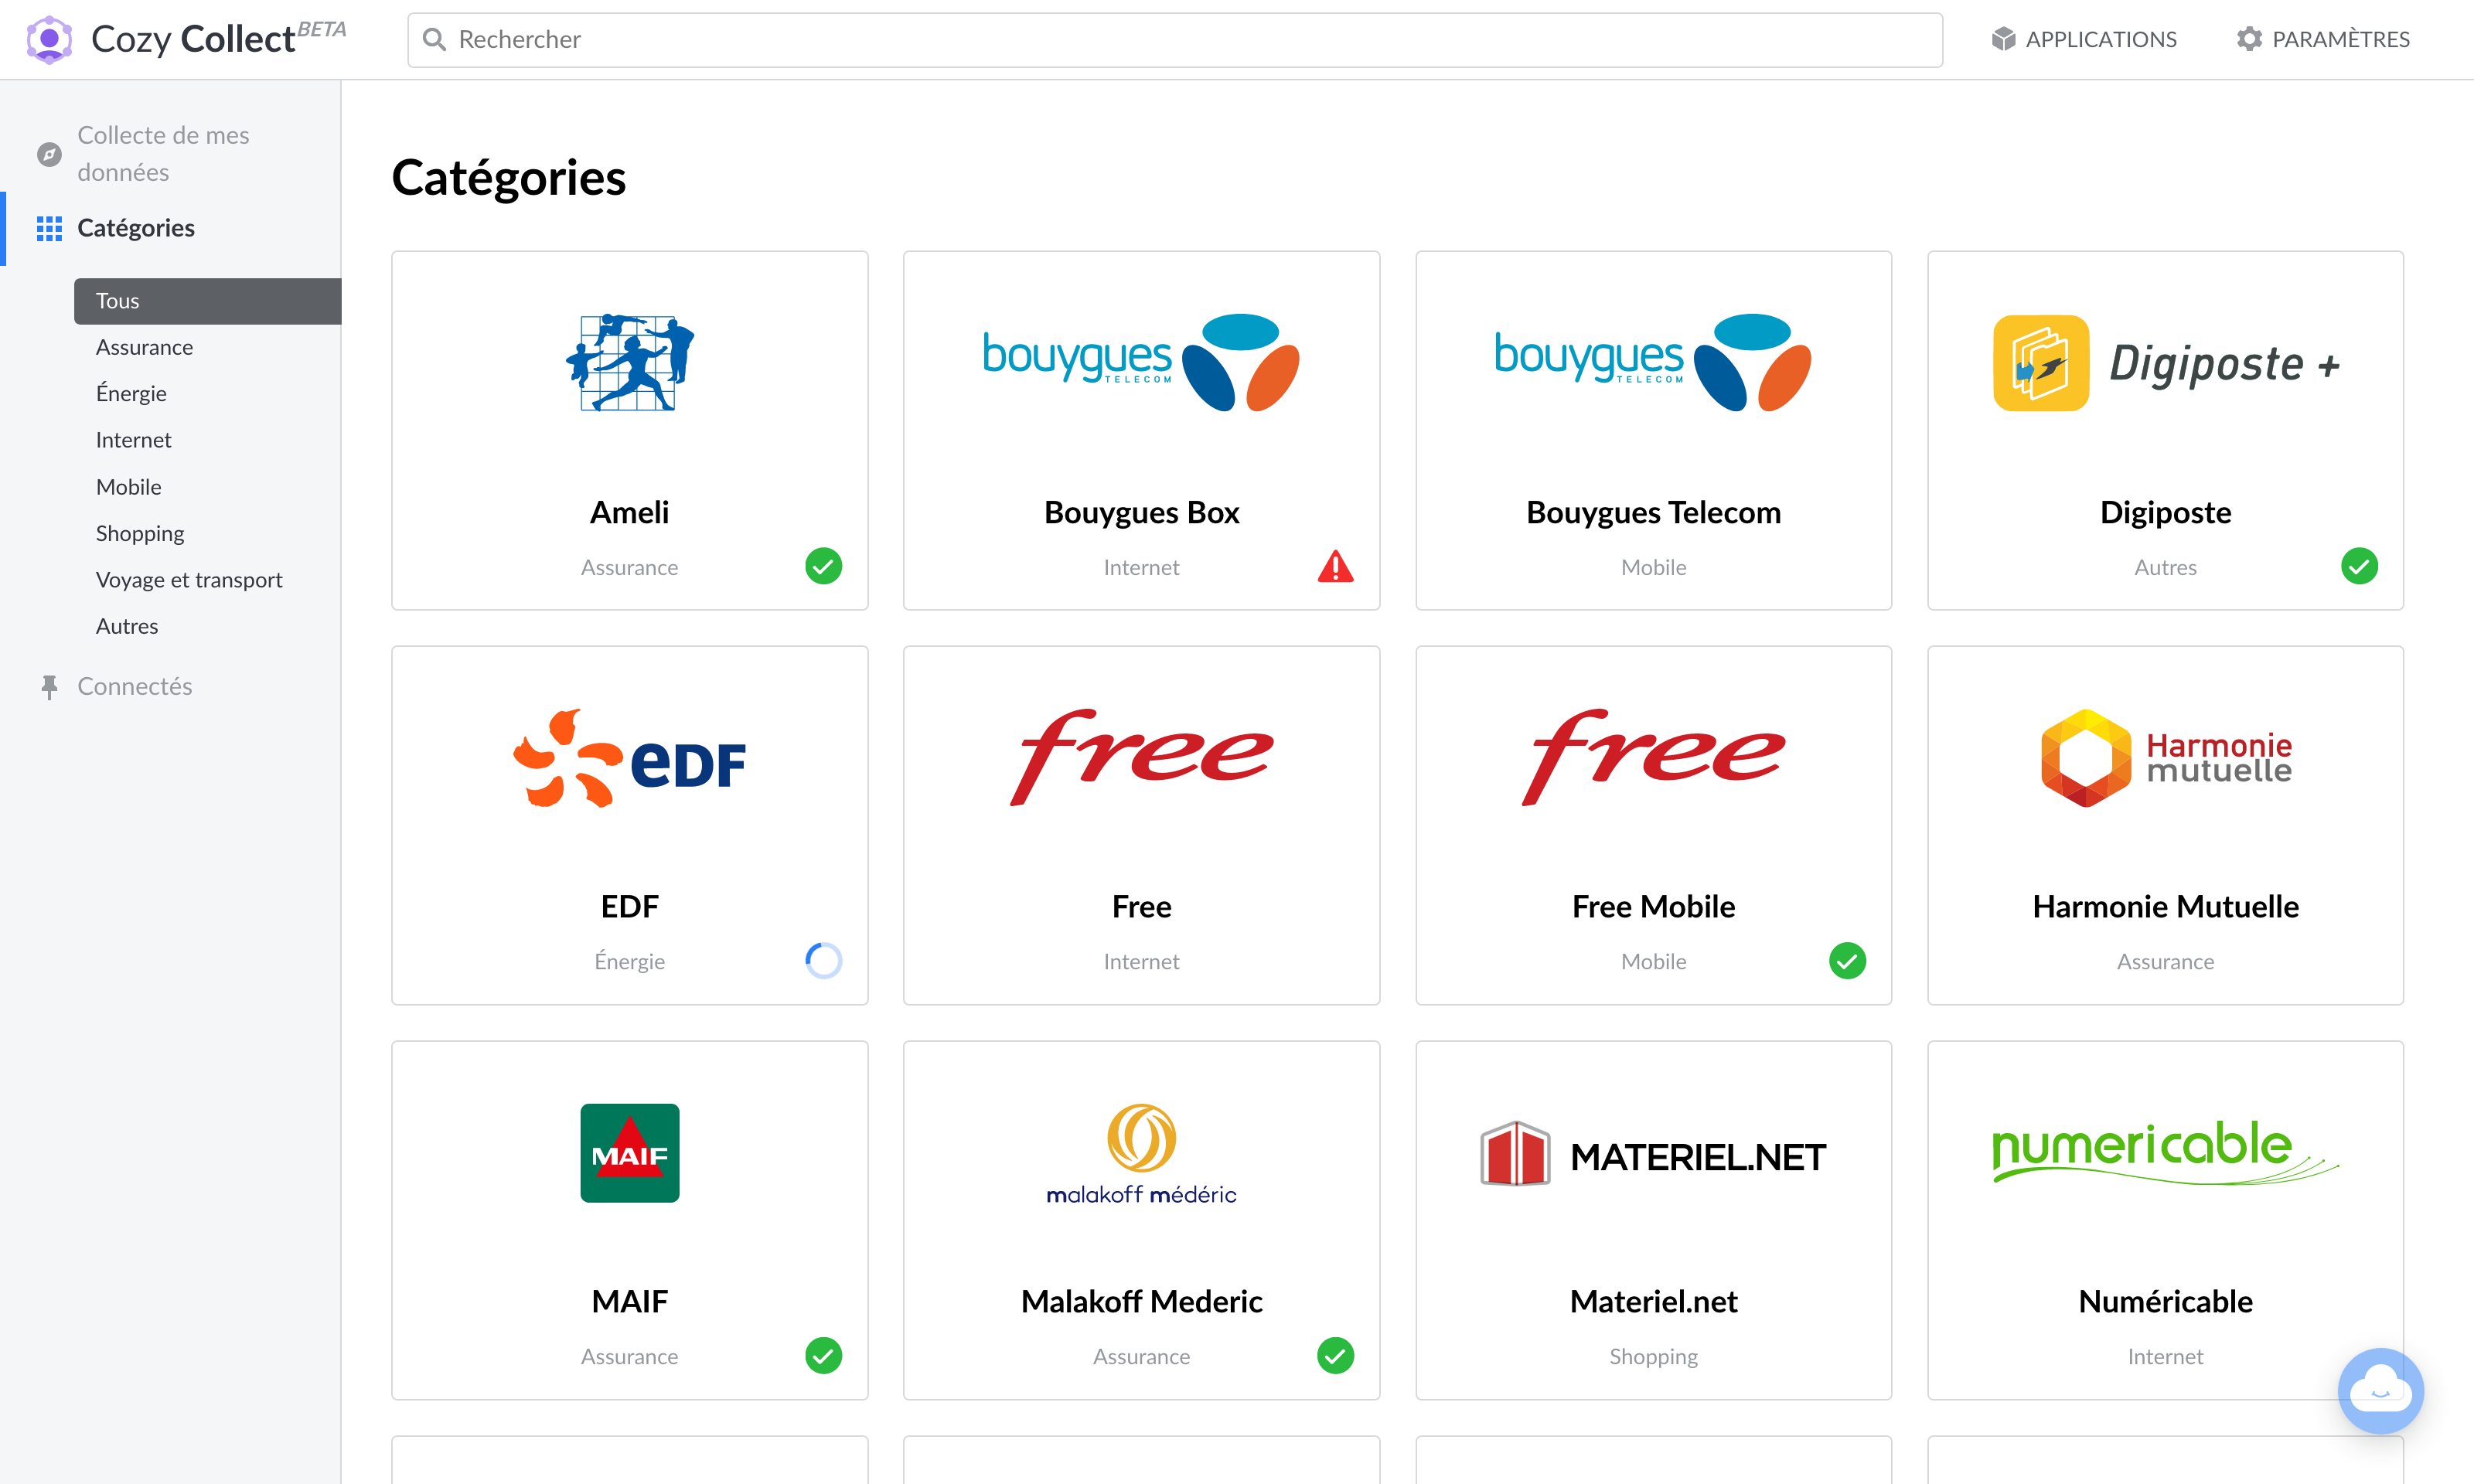 Cozy Collect BETA
Rechercher
APPLICATIONS
PARAMÈTRES
Collecte de mes
données
Catégories
Tous
Assurance
Énergie
Internet
Mobile
Shopping
Voyage et transport
Autres
Connectés
Catégories
Ameli
Assurance
bouygues
TELECOM
Bouygues Box
Internet
bouygues
TELECOM
Bouygues Telecom
Mobile
Digiposte +
Digiposte
Autres
eDF
EDF
Énergie
free
Free
Internet
free
Free Mobile
Mobile
Harmonie
mutuelle
Harmonie Mutuelle
Assurance
MAIF
MAIF
Assurance
malakoff médéric
Malakoff Mederic
Assurance
MATERIEL.NET
Materiel.net
Shopping
numericable
Numéricable
Internet